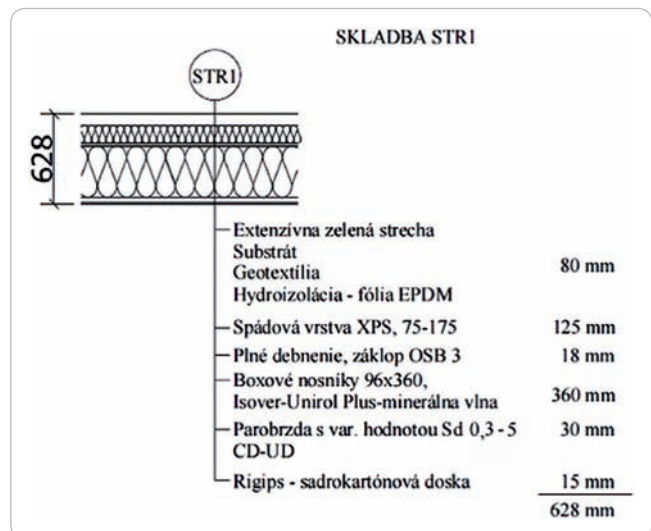 SKLADBA STR1
STR1
628
Extenzívna zelená strecha
Substrát
Geotextília
80 mm
Hydroizolácia - fólia EPDM
Spádová vrstva XPS, 75-175 125 mm
Plné debnenie, záklop OSB 3 18 mm
Boxové nosníky 96x360,
Isover-Unirol Plus-minerálna vlna 360 mm
Parobrzda s var. hodnotou Sd 0,3 - 5 30 mm
CD-UD
Rigips - sadrokartónová doska 15 mm
628 mm